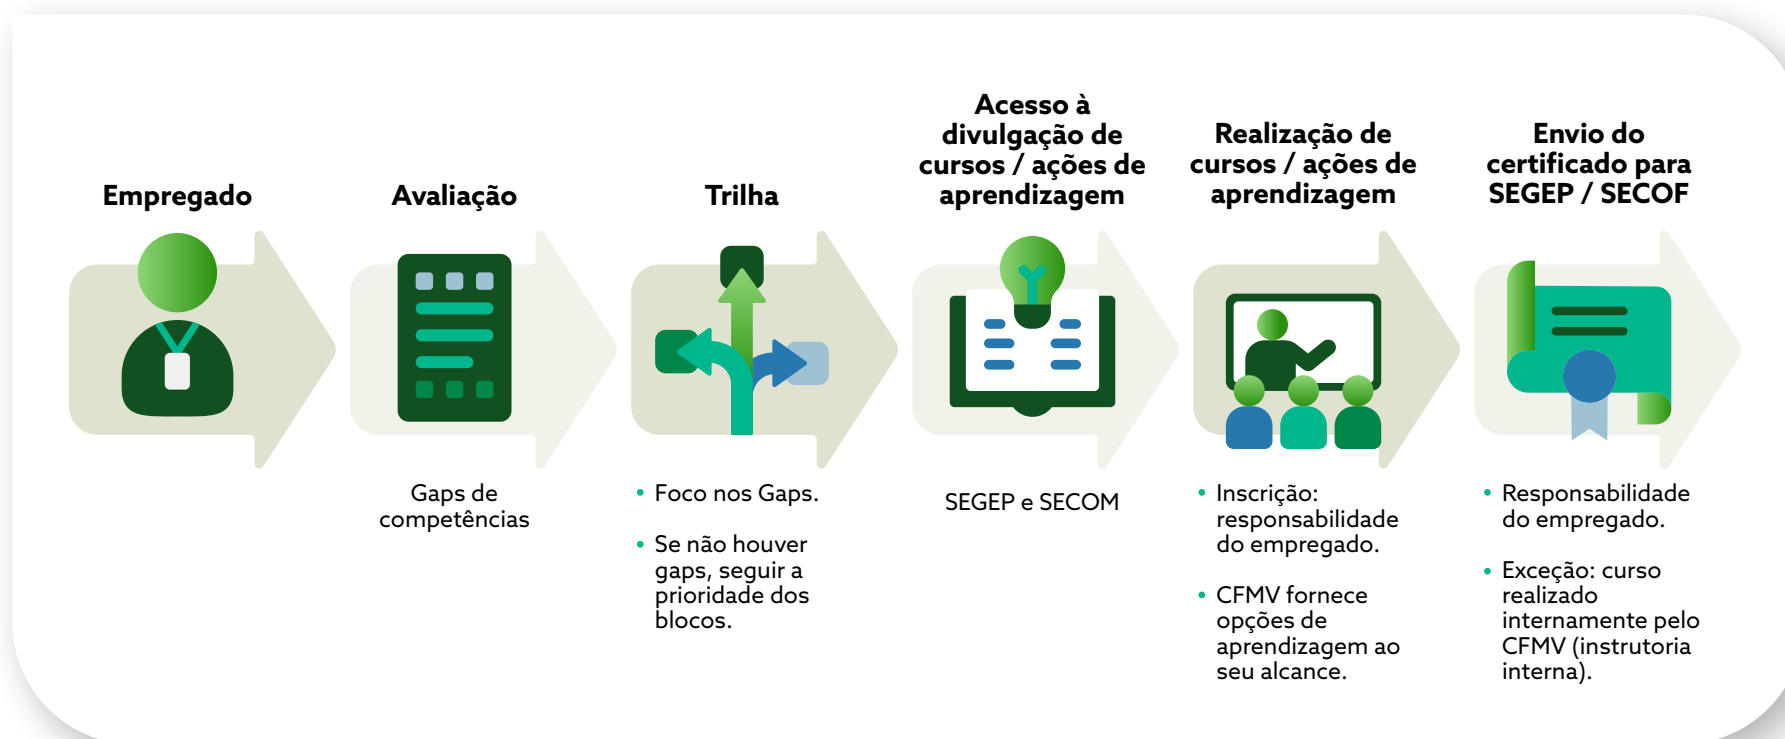 Empregado
Avaliação
Gaps de
competências
Trilha
• Foco nos Gaps.
• Se não houver
gaps, seguir a
prioridade dos
blocos.
Acesso à
divulgação de
cursos / ações de
aprendizagem
SEGEP e SECOM
Realização de
cursos / ações de
aprendizagem
• Inscrição:
responsabilidade
do empregado.
• CFMV fornece
opções de
aprendizagem ao
seu alcance.
Envio do
certificado para
SEGEP / SECOF
• Responsabilidade
do empregado.
• Exceção: curso
realizado
internamente pelo
CFMV (instrutoria
interna).